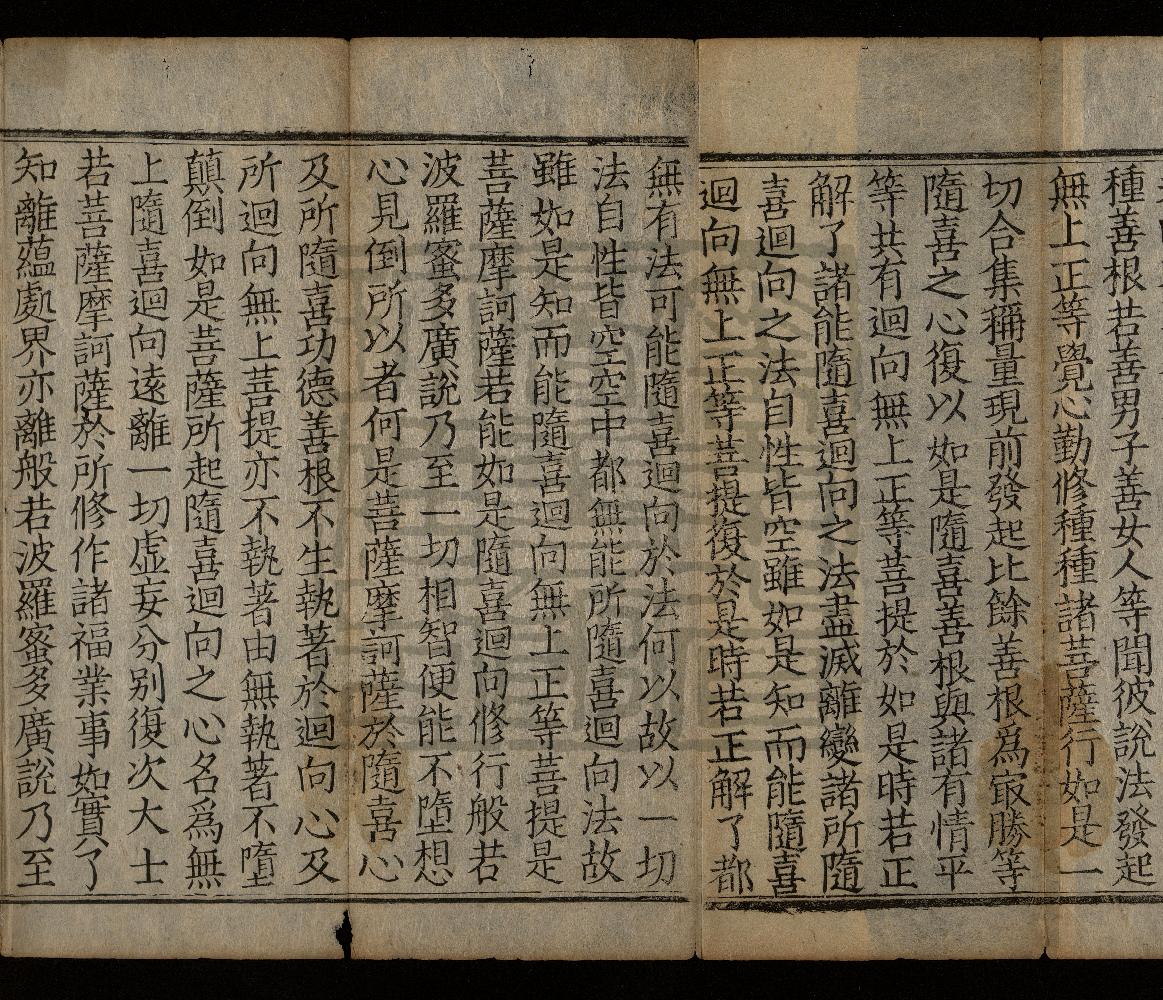 種善根若善男子善女人等聞彼說法發起
無上正等覺心勤修種種諸菩薩行如是一
切合集稱量現前發起比餘善根為㝡勝等
隨喜之心復以如是隨喜善根與諸有情平
等共有迴向無上正等菩提於如是時若正
解了諸能隨喜迴向之法盡滅離變諸所隨
喜迴向之法自性皆空雖如是知而能隨喜
迴向無上正等菩提復於是時若正解了都
無有法可能隨喜迴向於法何以故以一切
法自性皆空空中都無能所隨喜迴向法故
雖如是知而能隨喜迴向無上正等菩提是
菩薩摩訶薩若能如是隨喜迴向修行般若
波羅蜜多廣說乃至一切相智便能不墮想
心見倒所以者何是菩薩摩訶薩於隨喜心
及所隨喜功德善根不生執著於迴向心及
所迴向無上菩提亦不執著由無執著不墮
顛倒如是菩薩所起隨喜迴向之心名為無
上隨喜迴向遠離一切虛妄分別復次大士
若菩薩摩訶薩於所修作諸福業事如實了
知離蘊處界亦離般若波羅蜜多廣說乃至